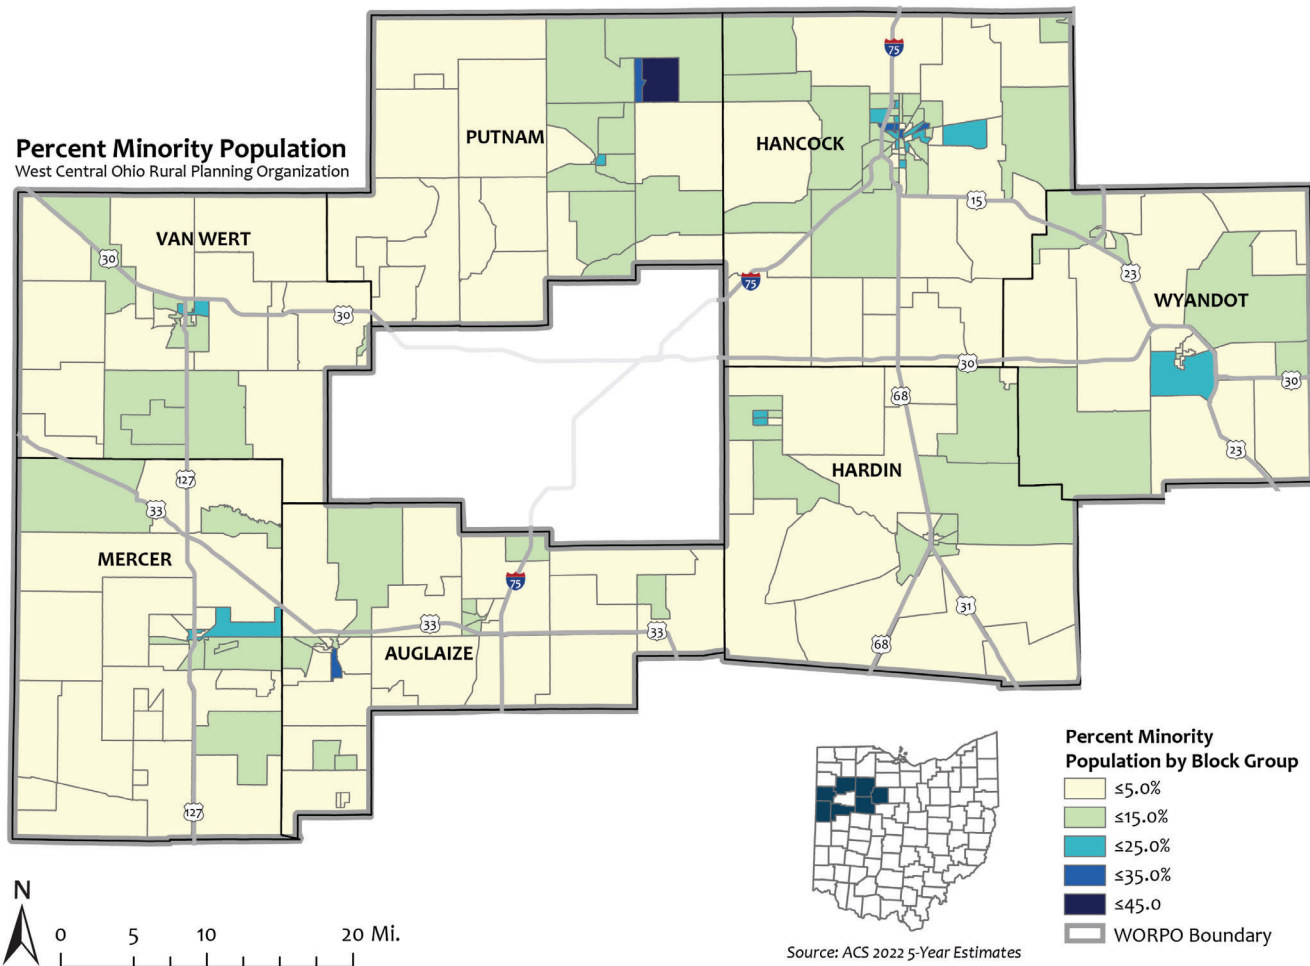 Percent Minority Population
West Central Ohio Rural Planning Organization
PUTNAM
HANCOCK
75
15
VAN WERT
30
30
75
23
WYANDOT
30
30
68
23
HARDIN
127
33
MERCER
75
33
33
31
68
AUGLAIZE
127
Percent Minority
Population by Block Group
≤5.0%
≤15.0%
≤25.0%
≤35.0%
≤45.0
WORPO Boundary
N
0 5 10 20 Mi.
Source: ACS 2022 5-Year Estimates